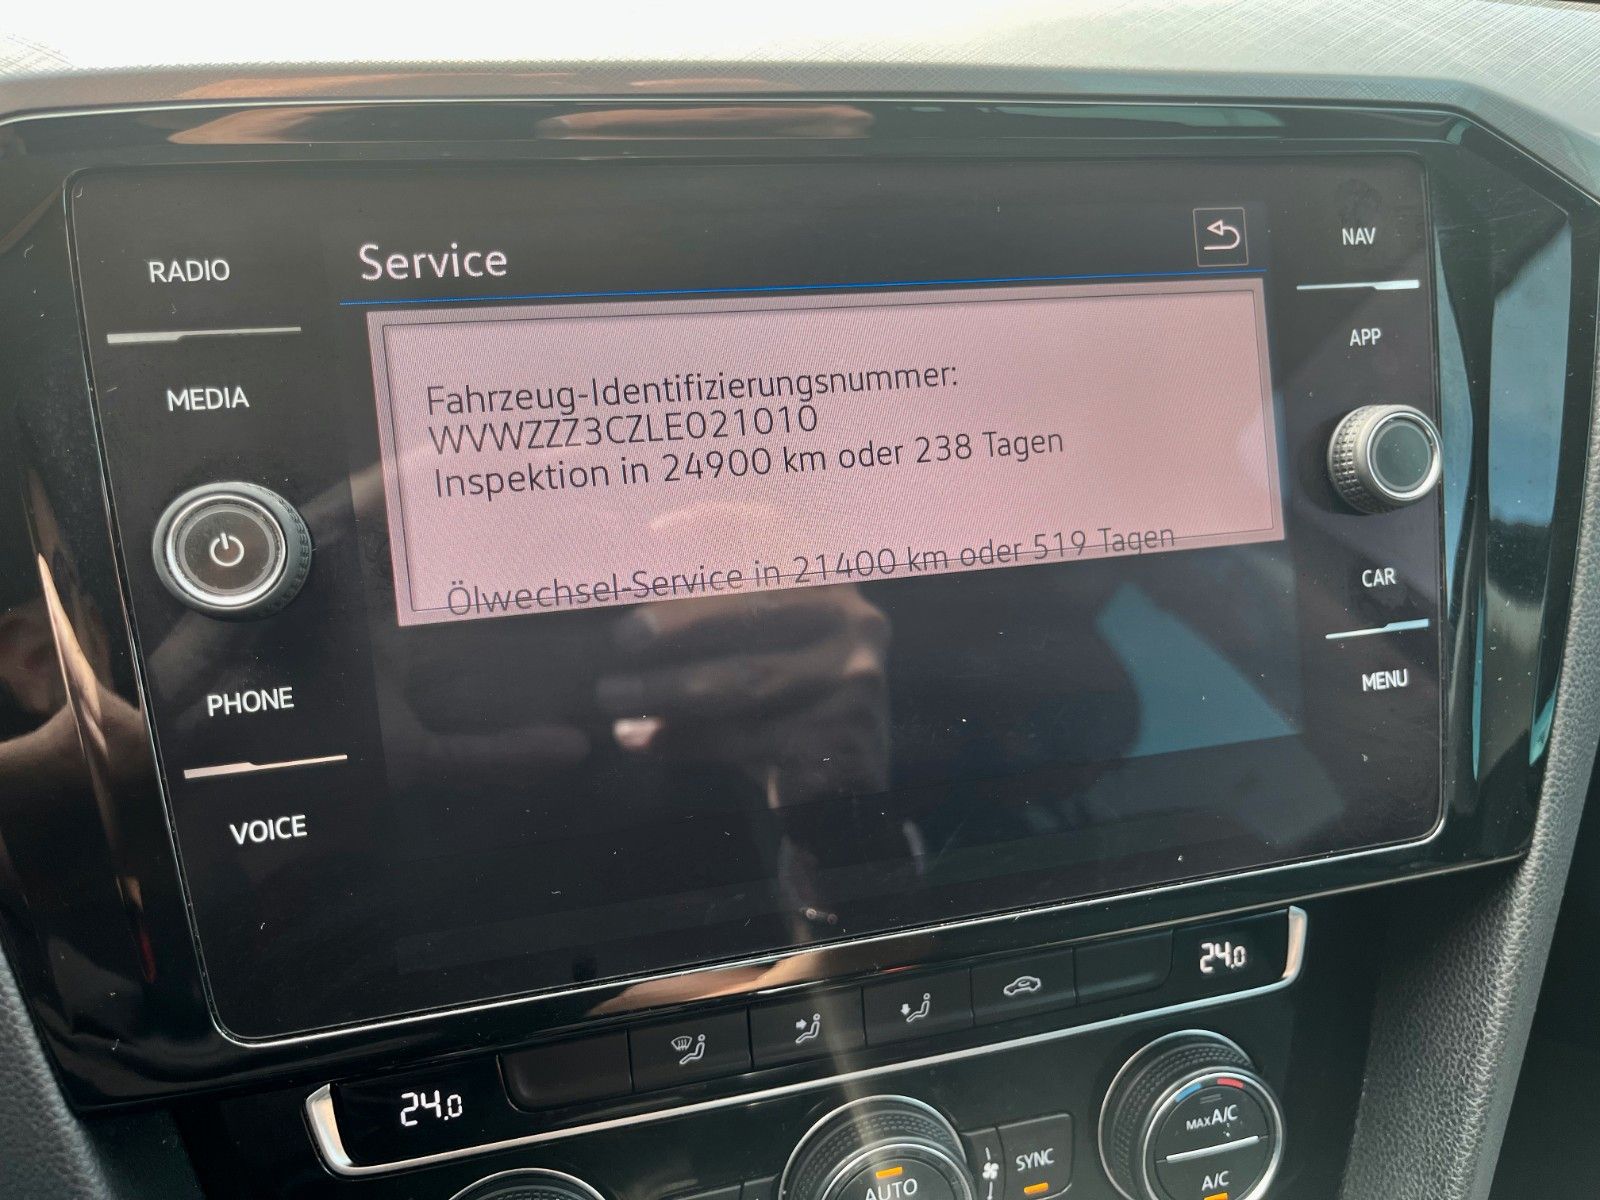 Service
RADIO
MEDIA
PHONE
VOICE
Fahrzeug-Identifizierungsnummer:
WVWZZZ3CZLE021010
Inspektion in 24900 km oder 238 Tagen
Ölwechsel-Service in 21400 km oder 519 Tagen
NAV
APP
CAR
MENU
24.0
24.0
AUTO
SYNC
MAX A/C
A/C